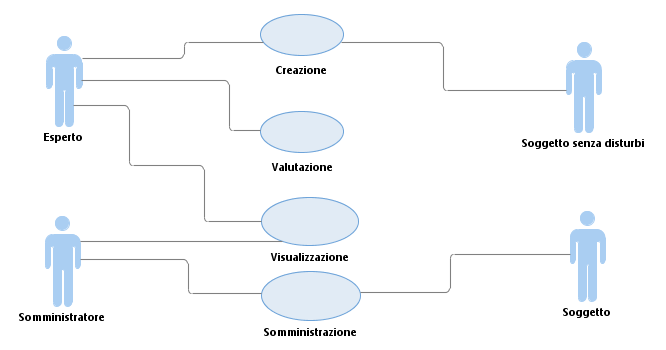 Creazione
Esperto
Soggetto senza disturbi
Valutazione
Visualizzazione
Somministratore
Soggetto
Somministrazione